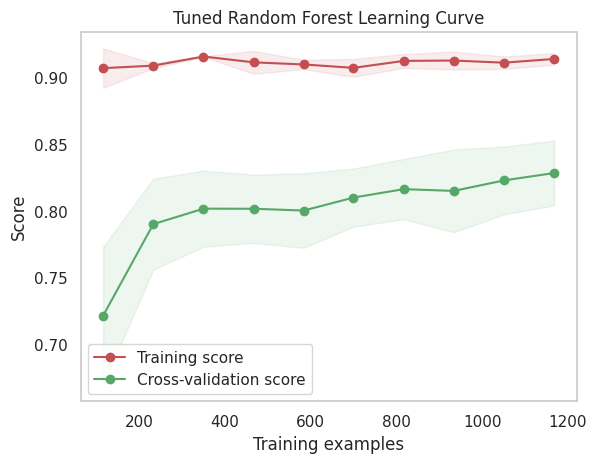 Tuned Random Forest Learning Curve
0.90
0.85
0.80
0.75
0.70
Score
Training score
Cross-validation score
200
400
600
800
1000
1200
Training examples